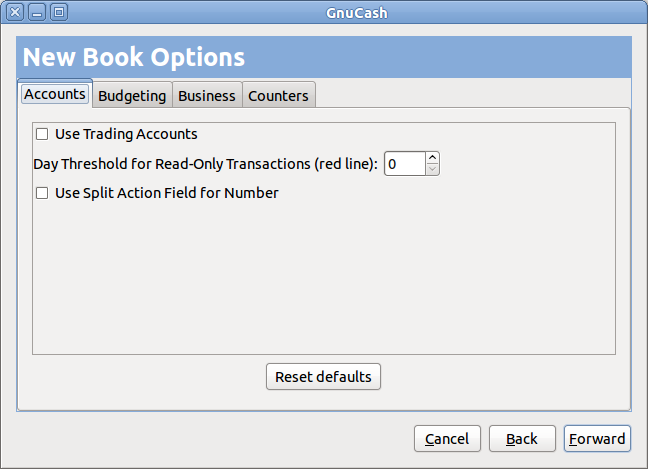 GnuCash
New Book Options
Accounts Budgeting Business Counters
Use Trading Accounts
Day Threshold for Read-Only Transactions (red line): 0
Use Split Action Field for Number
Reset defaults
Cancel Back Forward